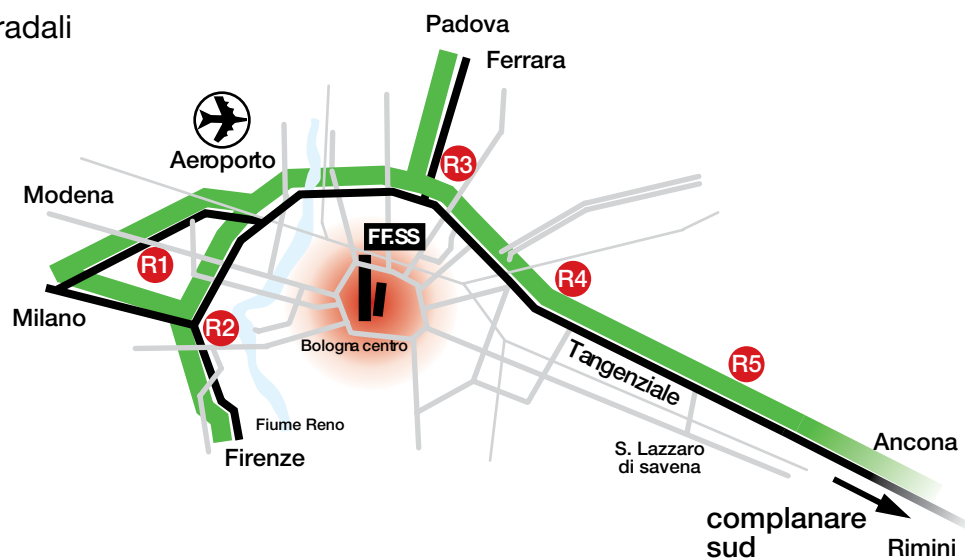 Padova
Ferrara
Aeroporto
R3
Modena
FF.SS
R1
R4
Milano
R2
Bologna centro
Tangenziale
R5
Fiume Reno
Firenze
S. Lazzaro
di savena
Ancona
complanare
sud
Rimini